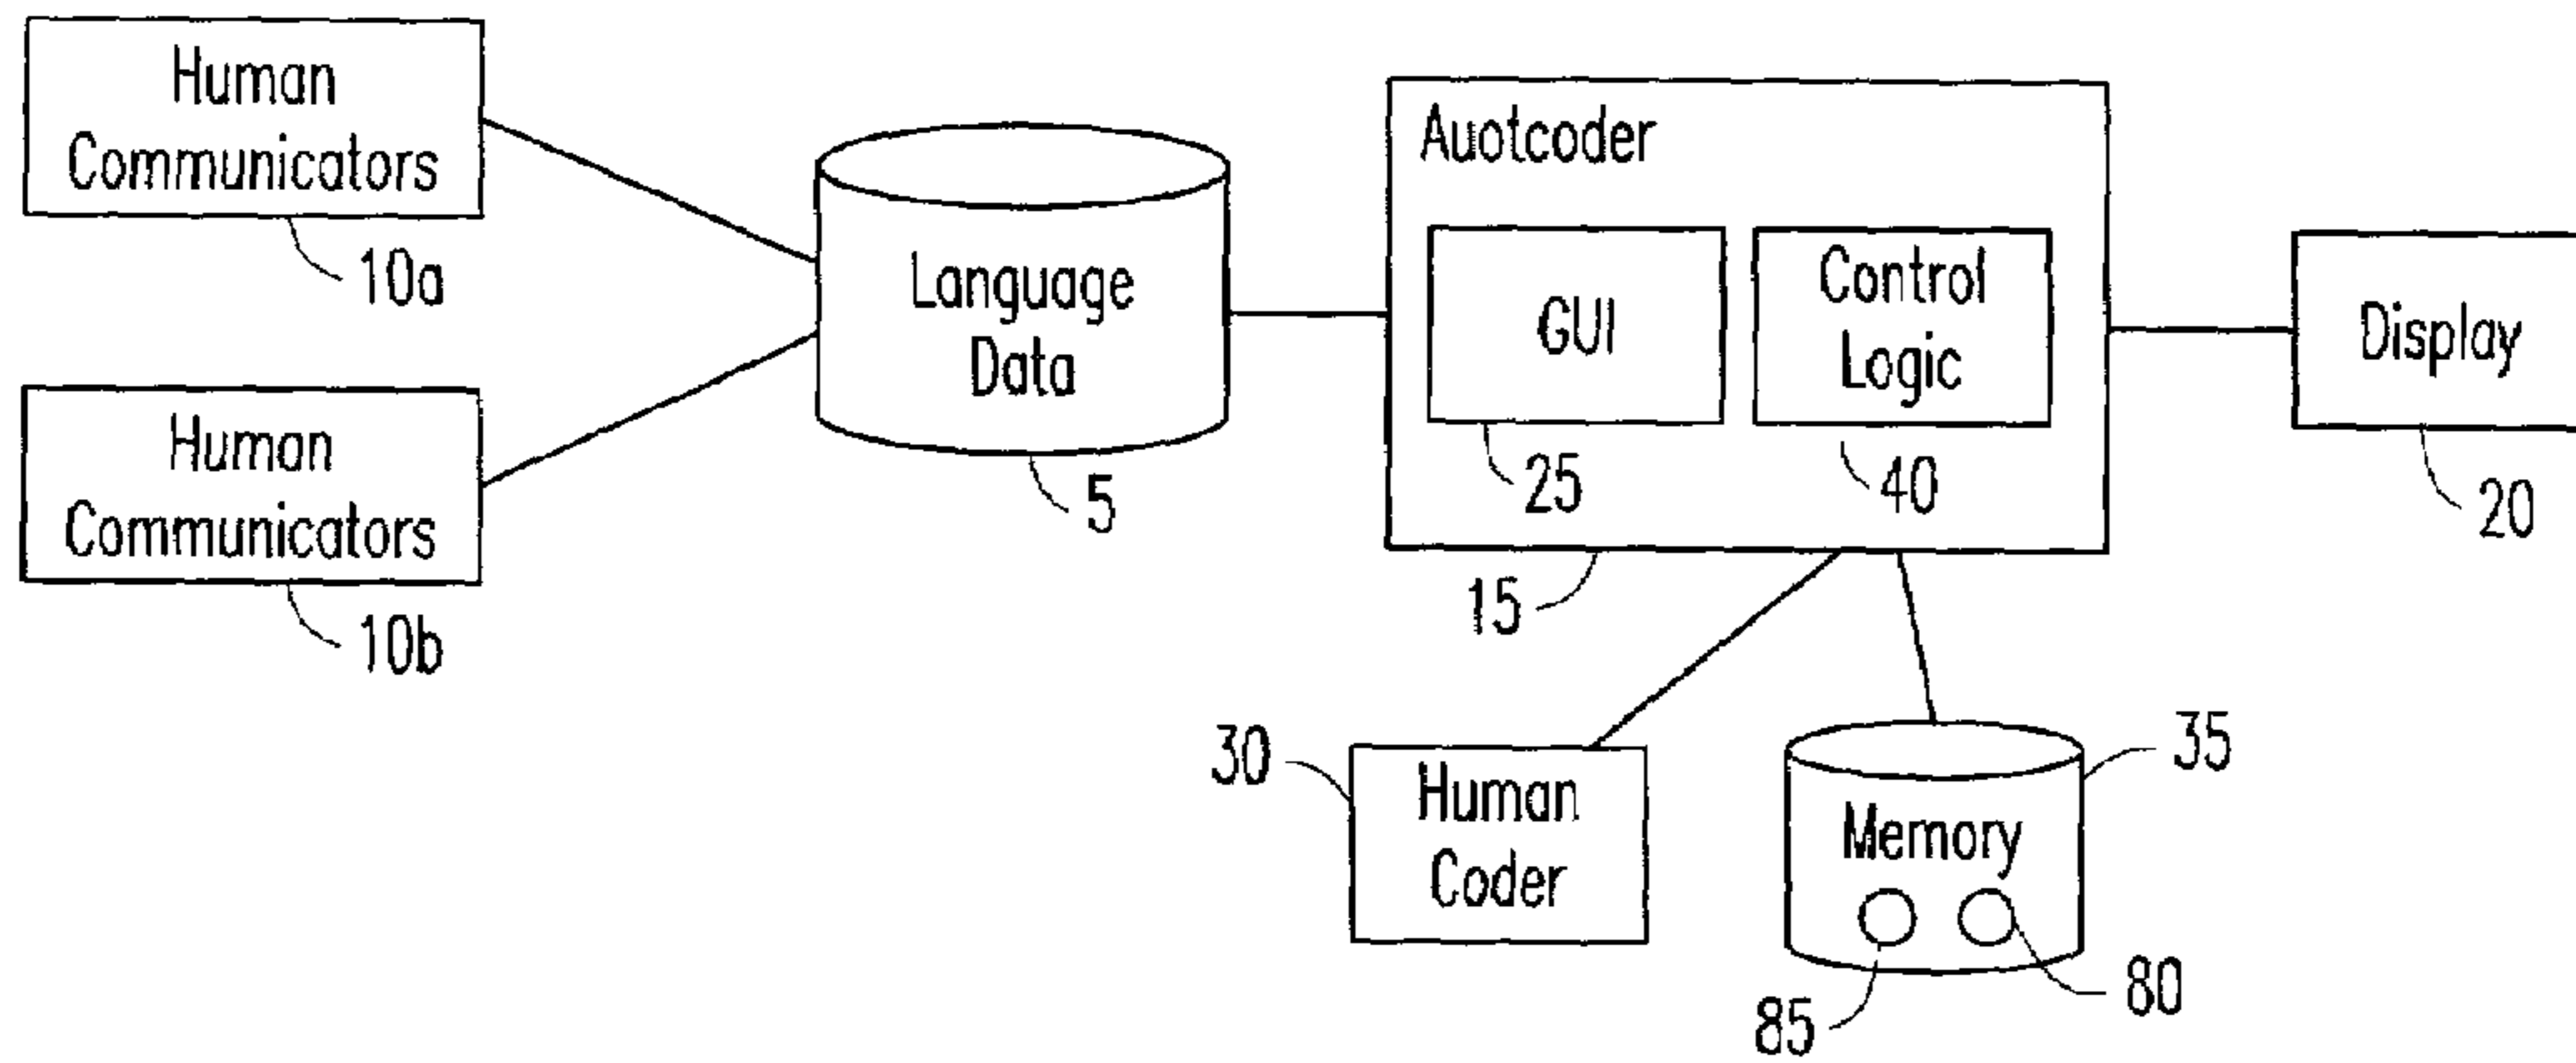 Human
Communicators
10a
Human
Communicators
10b
Language
Data
5
Auotcoder
GUI
25
Control
Logic
40
15
Display
20
30
Human
Coder
35
Memory
85
80